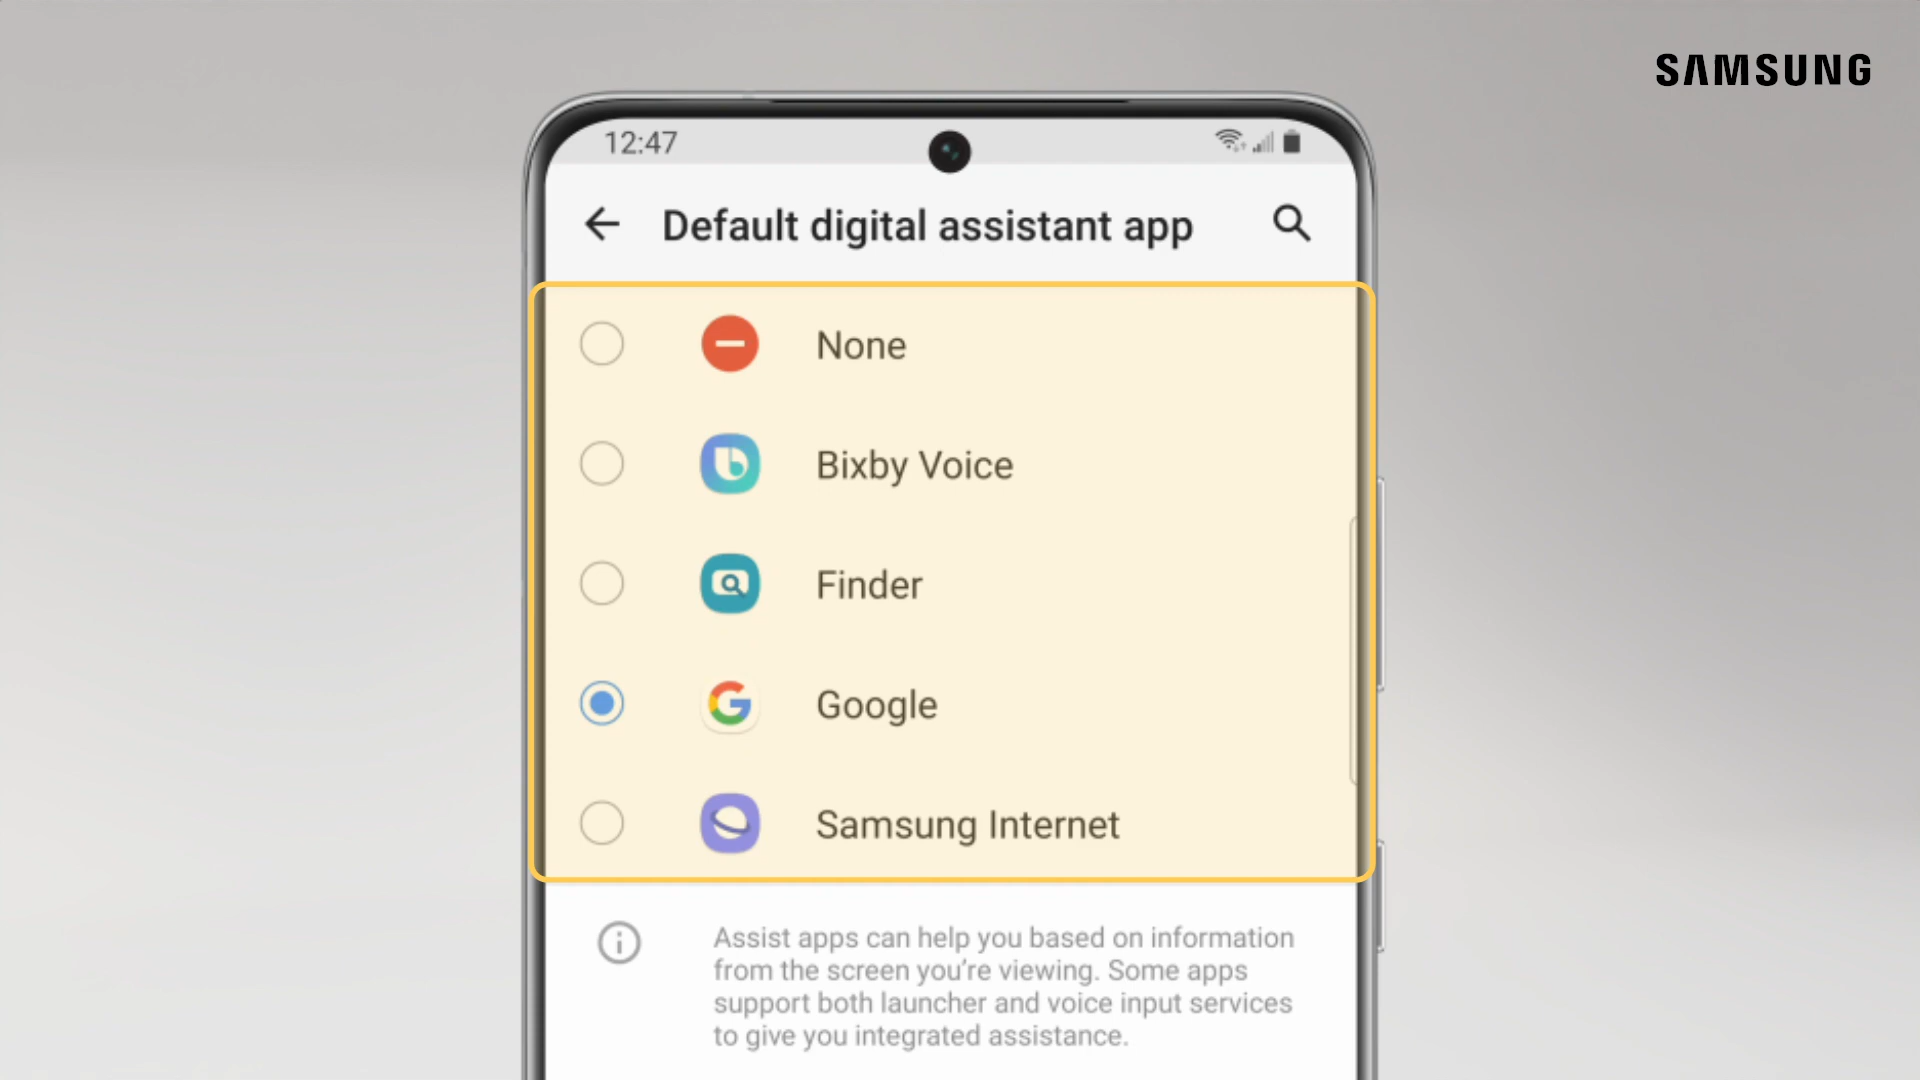 SAMSUNG
12:47
Default digital assistant app
None
Bixby Voice
Finder
Google
Samsung Internet
Assist apps can help you based on information
from the screen you’re viewing. Some apps
support both launcher and voice input services
to give you integrated assistance.